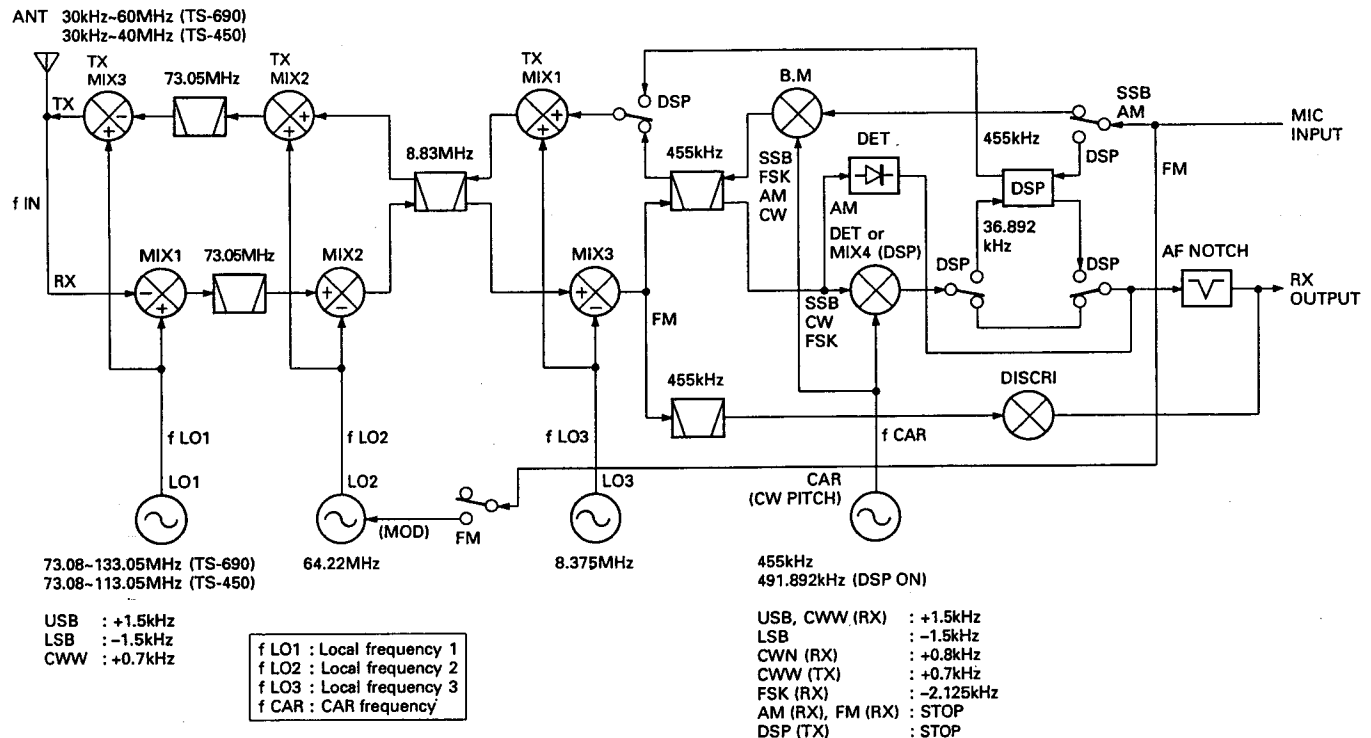 ANT 30kHz~60MHz (TS-690)
30kHz~40MHz (TS-450)
TX
MIX3
73.05MHz
TX
MIX2
TX
MIX1
DSP
B.M
SSB
AM
MIC
INPUT
TX
8.83MHz
455kHz
SSB
FSK
AM
CW
DET
455kHz
DSP
DSP
FM
f IN
AM
36.892
kHz
MIX1
73.05MHz
MIX2
MIX3
DET or
MIX4 (DSP)
DSP
DSP
AF NOTCH
RX
RX
OUTPUT
FM
SSB
CW
FSK
455kHz
DISCRI
f LO1
f LO2
f LO3
f CAR
LO1
LO2
LO3
CAR
(CW PITCH)
(MOD)
FM
73.08~133.05MHz (TS-690)
73.08~113.05MHz (TS-450)
64.22MHz
8.375MHz
455kHz
491.892kHz (DSP ON)
USB : +1.5kHz
LSB : -1.5kHz
CWW : +0.7kHz
f LO1 : Local frequency 1
f LO2 : Local frequency 2
f LO3 : Local frequency 3
f CAR : CAR frequency
USB, CWW (RX) : +1.5kHz
LSB : -1.5kHz
CWN (RX) : +0.8kHz
CWW (TX) : +0.7kHz
FSK (RX) : -2.125kHz
AM (RX), FM (RX) : STOP
DSP (TX) : STOP